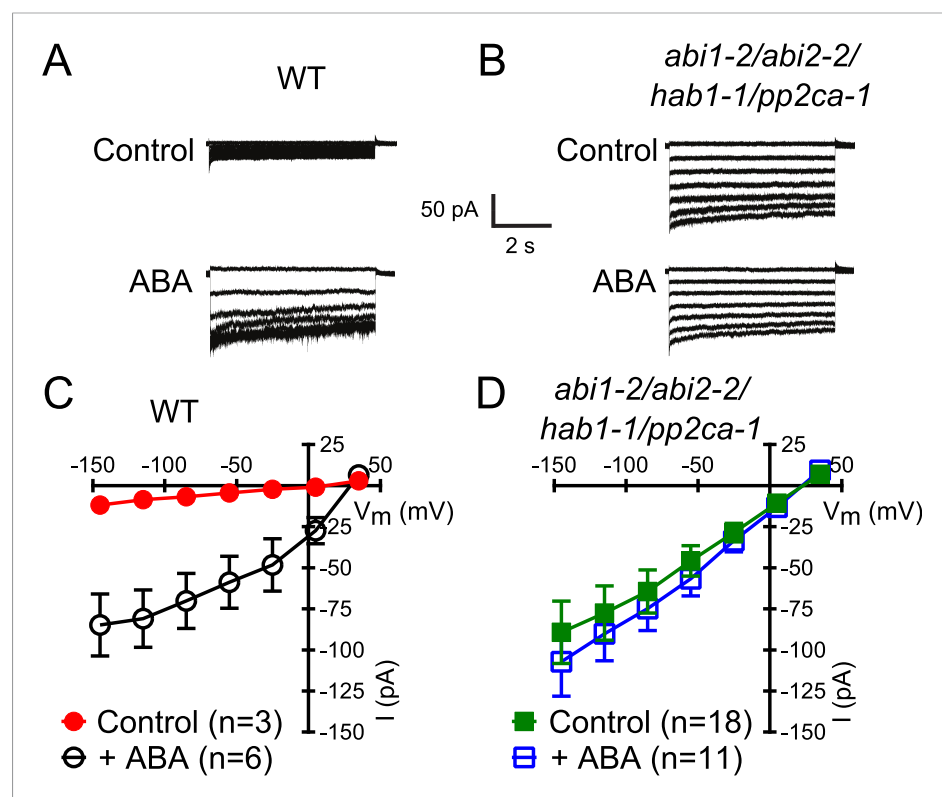 A
WT
B
abi1-2/abi2-2/
hab1-1/pp2ca-1
Control
Control
50 pA
2 s
ABA
ABA
C
WT
D
abi1-2/abi2-2/
hab1-1/pp2ca-1
25
-150 -100 -50 50
Vm (mV)
-25
-50
-75
-100
-125
-150
I (pA)
Control (n=3)
+ ABA (n=6)
25
-150 -100 -50 50
Vm (mV)
-25
-50
-75
-100
-125
-150
I (pA)
Control (n=18)
+ ABA (n=11)